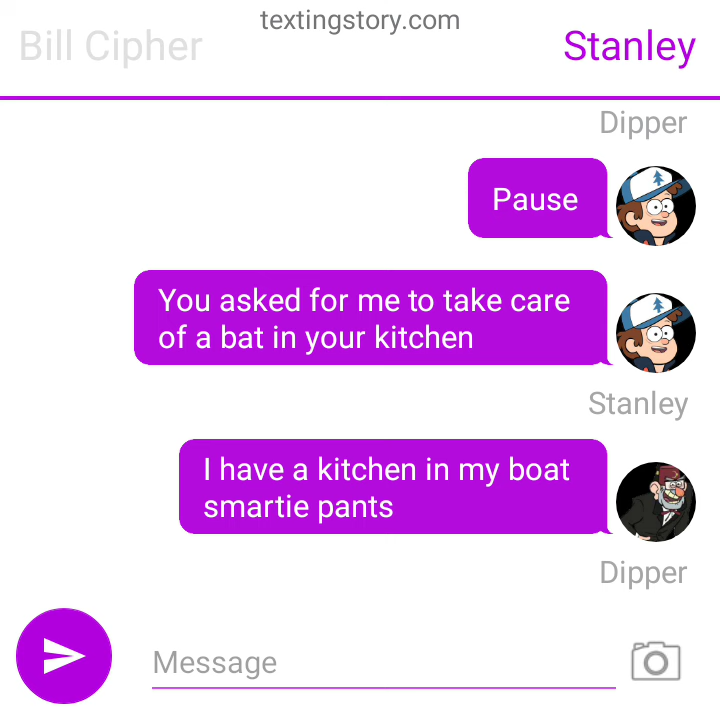 textingstory.com
Bill Cipher
Stanley
Dipper
Pause
You asked for me to take care
of a bat in your kitchen
Stanley
I have a kitchen in my boat
smartie pants
Dipper
Message